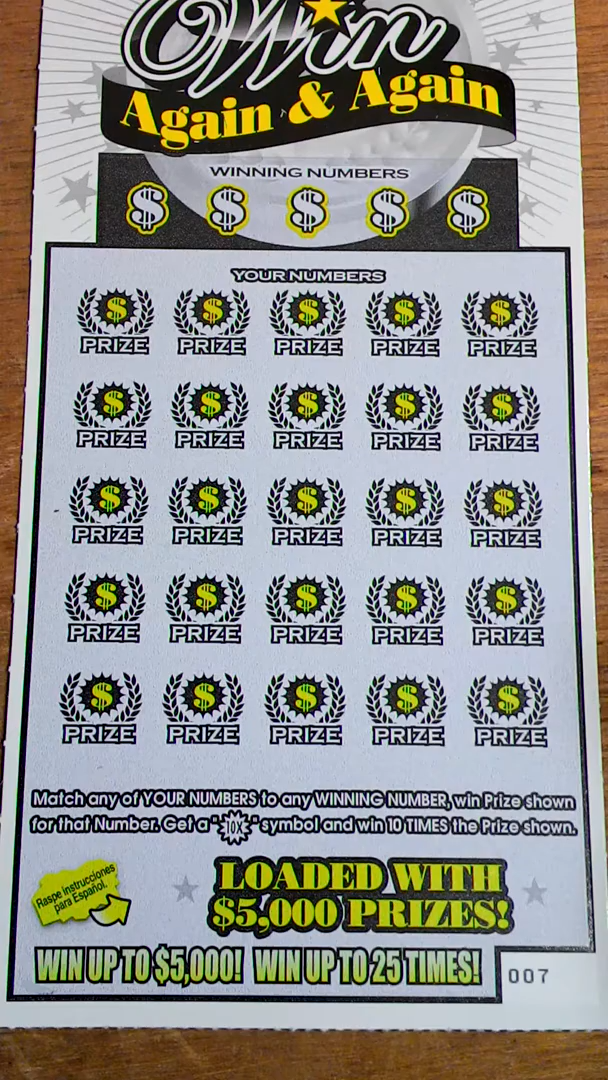 Win
Again & Again
WINNING NUMBERS
$ $ $ $ $
YOUR NUMBERS
$ $ $ $ $
PRIZE PRIZE PRIZE PRIZE PRIZE
$ $ $ $ $
PRIZE PRIZE PRIZE PRIZE PRIZE
$ $ $ $ $
PRIZE PRIZE PRIZE PRIZE PRIZE
$ $ $ $ $
PRIZE PRIZE PRIZE PRIZE PRIZE
$ $ $ $ $
PRIZE PRIZE PRIZE PRIZE PRIZE
Match any of YOUR NUMBERS to any WINNING NUMBER, win Prize shown
for that Number. Get a "10X" symbol and win 10 TIMES the Prize shown.
Raspe instrucciones
para Español.
LOADED WITH
$5,000 PRIZES!
WIN UP TO $5,000! WIN UP TO 25 TIMES!
007